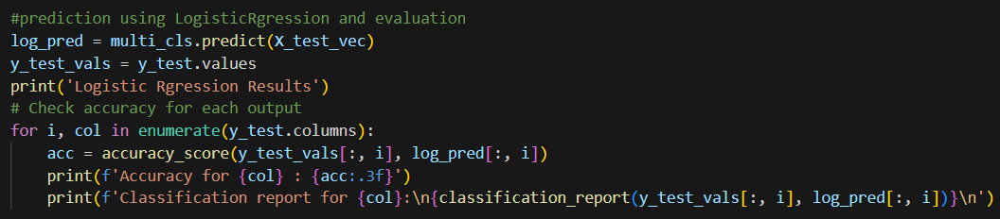 #prediction using LogisticRgression and evaluation
log_pred = multi_cls.predict(X_test_vec)
y_test_vals = y_test.values
print('Logistic Rgression Results')
# Check accuracy for each output
for i, col in enumerate(y_test.columns):
    acc = accuracy_score(y_test_vals[:, i], log_pred[:, i])
    print(f'Accuracy for {col} : {acc:.3f}')
    print(f'Classification report for {col}:\n{classification_report(y_test_vals[:, i], log_pred[:, i])}\n')